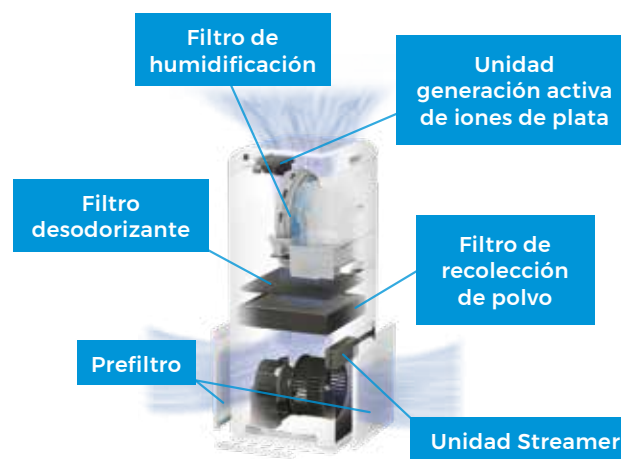 Filtro de
humidificación
Unidad
generación activa
de iones de plata
Filtro
desodorizante
Filtro de
recolección
de polvo
Prefiltro
Unidad Streamer